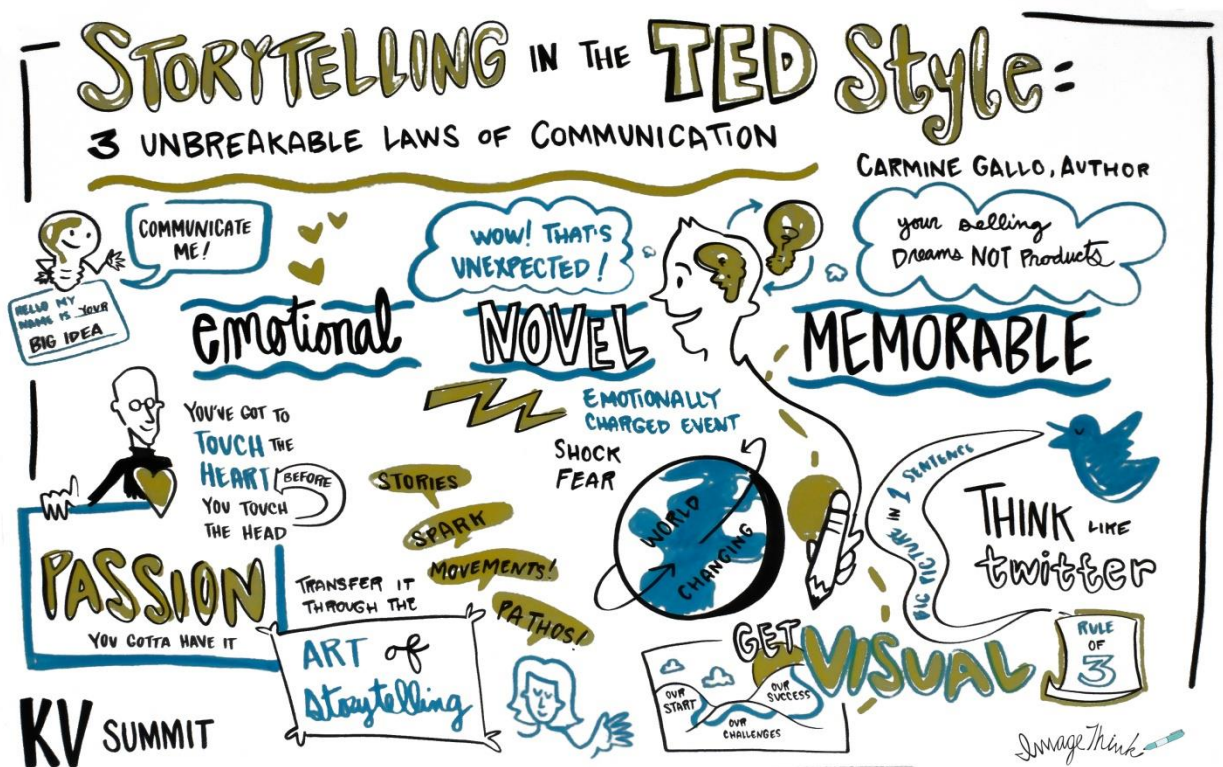 STORYTELLING IN THE TED Style:
3 UNBREAKABLE LAWS OF COMMUNICATION
CARMINE GALLO, AUTHOR
COMMUNICATE
ME!
HELLO MY
NAME IS YOUR
BIG IDEA
emotional
WOW! THAT'S
UNEXPECTED!
NOVEL
your selling
Dreams NOT Products
MEMORABLE
YOU'VE GOT TO
TOUCH THE
HEART
BEFORE
YOU TOUCH
THE HEAD
PASSION
YOU GOTTA HAVE IT
TRANSFER IT
THROUGH THE
ART of
Storytelling
STORIES
SPARK
MOVEMENTS!
PATHOS!
EMOTIONALLY
CHARGED EVENT
SHOCK
FEAR
WORLD
CHANGING
BIG PICTURE IN 1 SENTENCE
THINK LIKE
twitter
GET VISUAL
RULE
OF
3
OUR
START
OUR
CHALLENGES
OUR
SUCCESS
KV SUMMIT
ImageThink